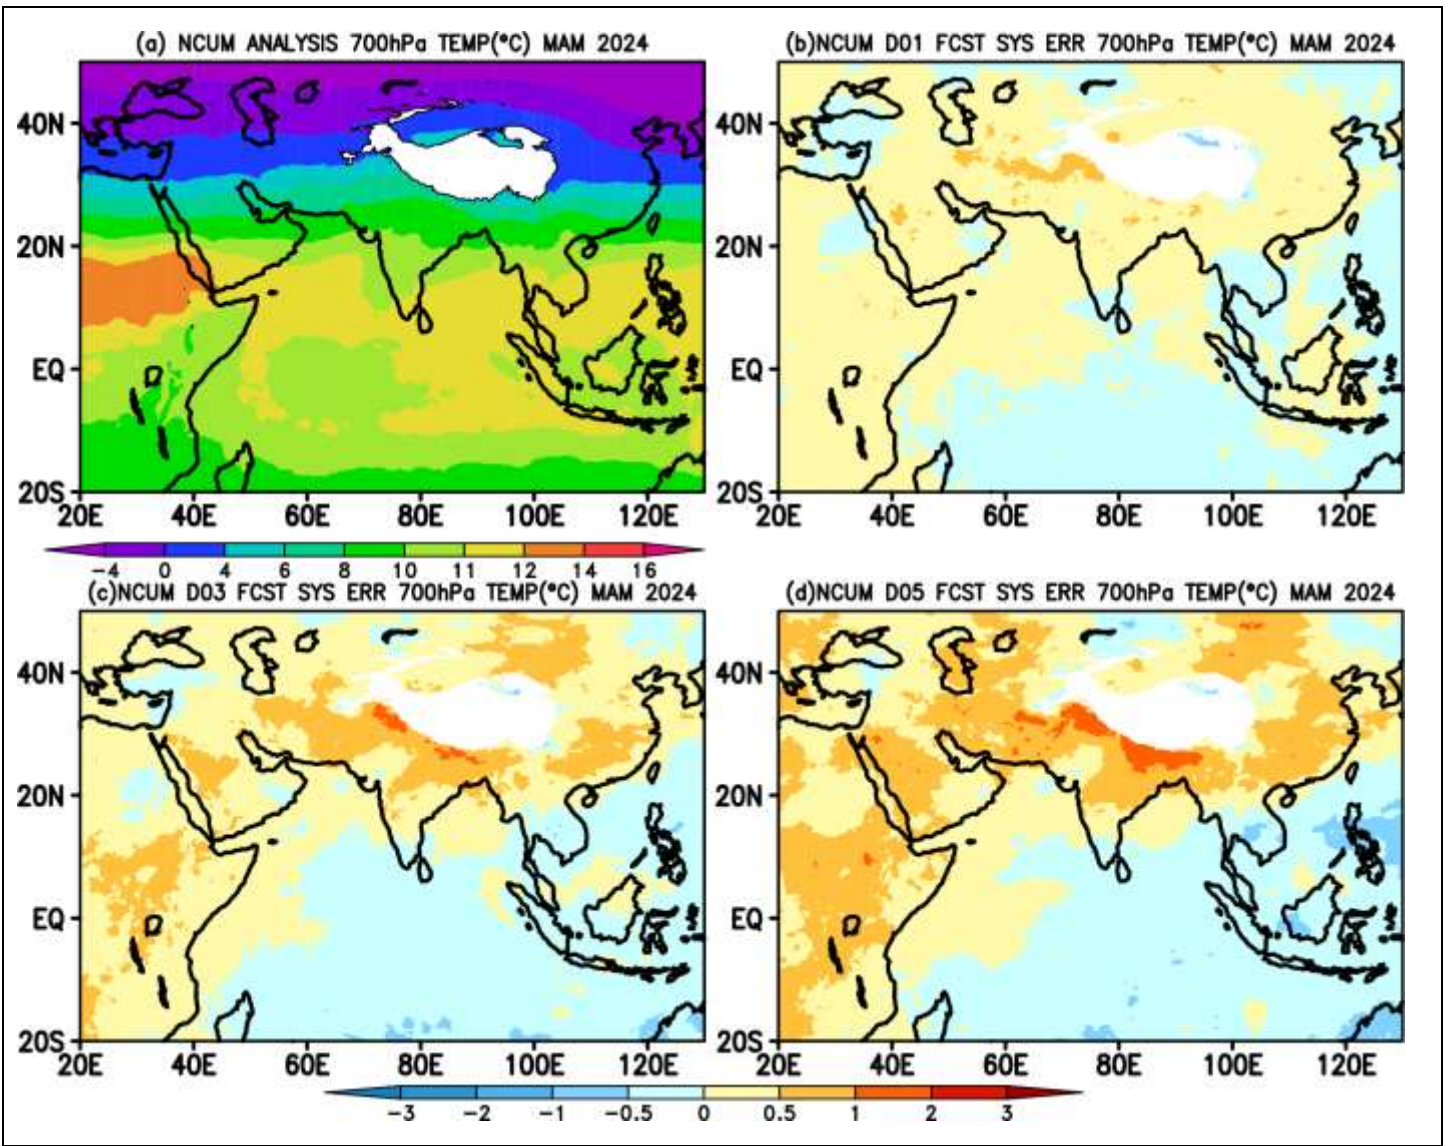 (a) NCUM ANALYSIS 700hPa TEMP(°C) MAM 2024
(b)NCUM D01 FCST SYS ERR 700hPa TEMP(°C) MAM 2024
40N
20N
EQ
20S
20E 40E 60E 80E 100E 120E
40N
20N
EQ
20S
20E 40E 60E 80E 100E 120E
-4 0 4 6 8 10 11 12 14 16
(c)NCUM D03 FCST SYS ERR 700hPa TEMP(°C) MAM 2024
(d)NCUM D05 FCST SYS ERR 700hPa TEMP(°C) MAM 2024
40N
20N
EQ
20S
20E 40E 60E 80E 100E 120E
40N
20N
EQ
20S
20E 40E 60E 80E 100E 120E
-3 -2 -1 -0.5 0 0.5 1 2 3